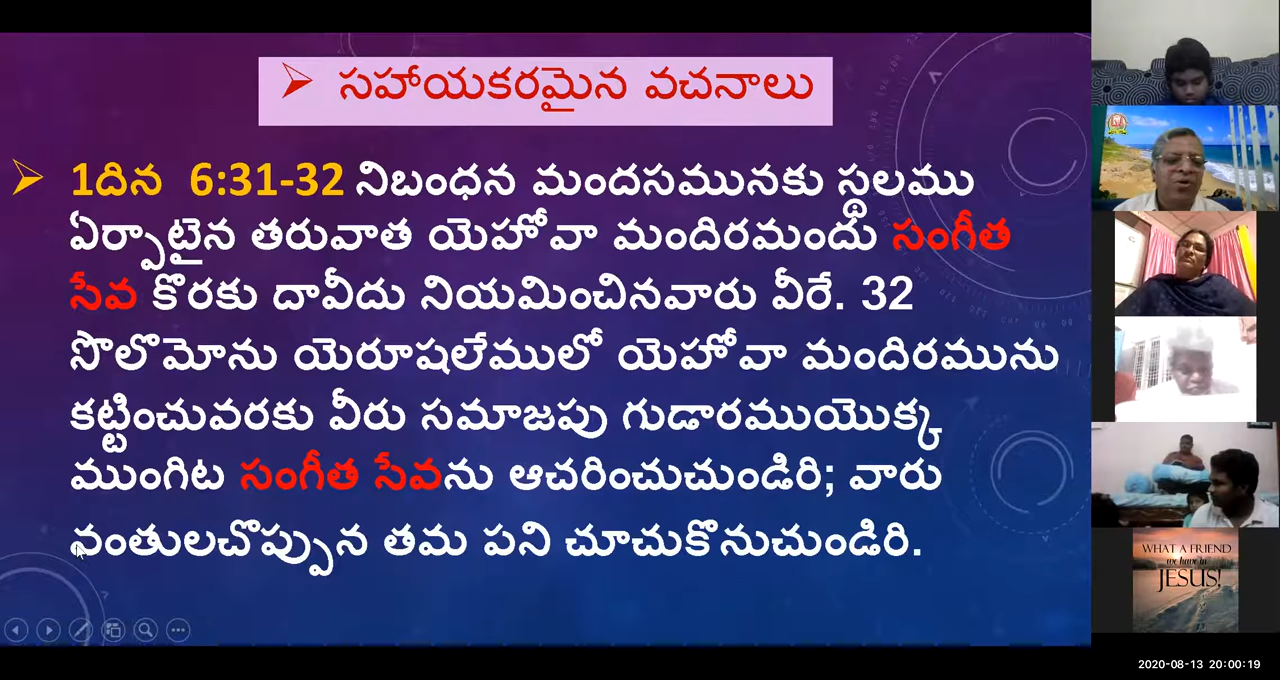 ➢ సహాయకరమైన వచనాలు
➢ 1దిన 6:31-32 నిబంధన మందసమునకు స్థలము
ఏర్పాటైన తరువాత యెహోవా మందిరమందు సంగీత
సేవ కొరకు దావీదు నియమించినవారు వీరే. 32
సొలొమోను యెరూషలేములో యెహోవా మందిరమును
కట్టించువరకు వీరు సమాజపు గుడారముయొక్క
ముంగిట సంగీత సేవను ఆచరించుచుండిరి; వారు
వంతులచొప్పున తమ పని చూచుకొనుచుండిరి.
WHAT A FRIEND
we have in
JESUS!
2020-08-13 20:00:19